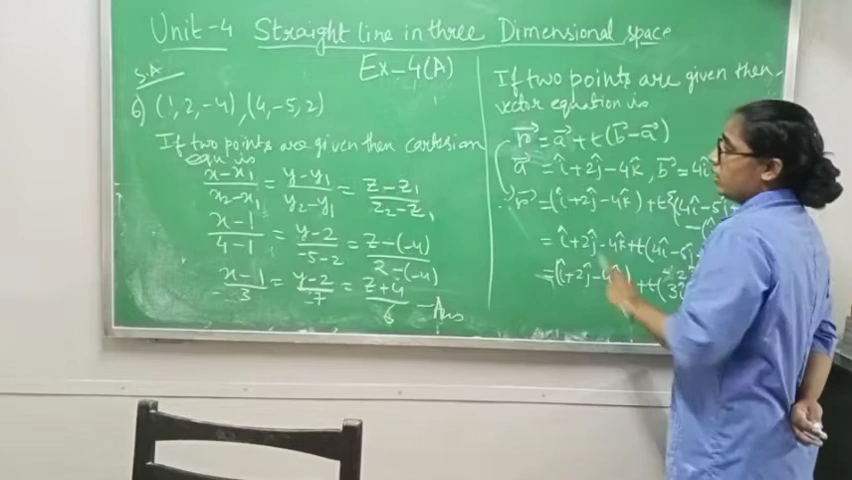 Unit-4 Straight line in three Dimensional space
Ex-4(A)
S.A
6) (1, 2, -4), (4, -5, 2)
If two points are given then cartesian
equ is
x-x₁/x₂-x₁ = y-y₁/y₂-y₁ = z-z₁/z₂-z₁
x-1/4-1 = y-2/-5-2 = z-(-4)/2-(-4)
x-1/3 = y-2/-7 = z+4/6 -Ans
If two points are given then,
vector equation is
r⃗ = a⃗ + t(b⃗-a⃗)
a⃗ = î+2ĵ-4k̂, b⃗ = 4î
∴ r⃗ = (î+2ĵ-4k̂)+t{(4î-5ĵ+
-(
= î+2ĵ-4k̂+t(4î-5ĵ
= (î+2ĵ-4k̂)+t(3î